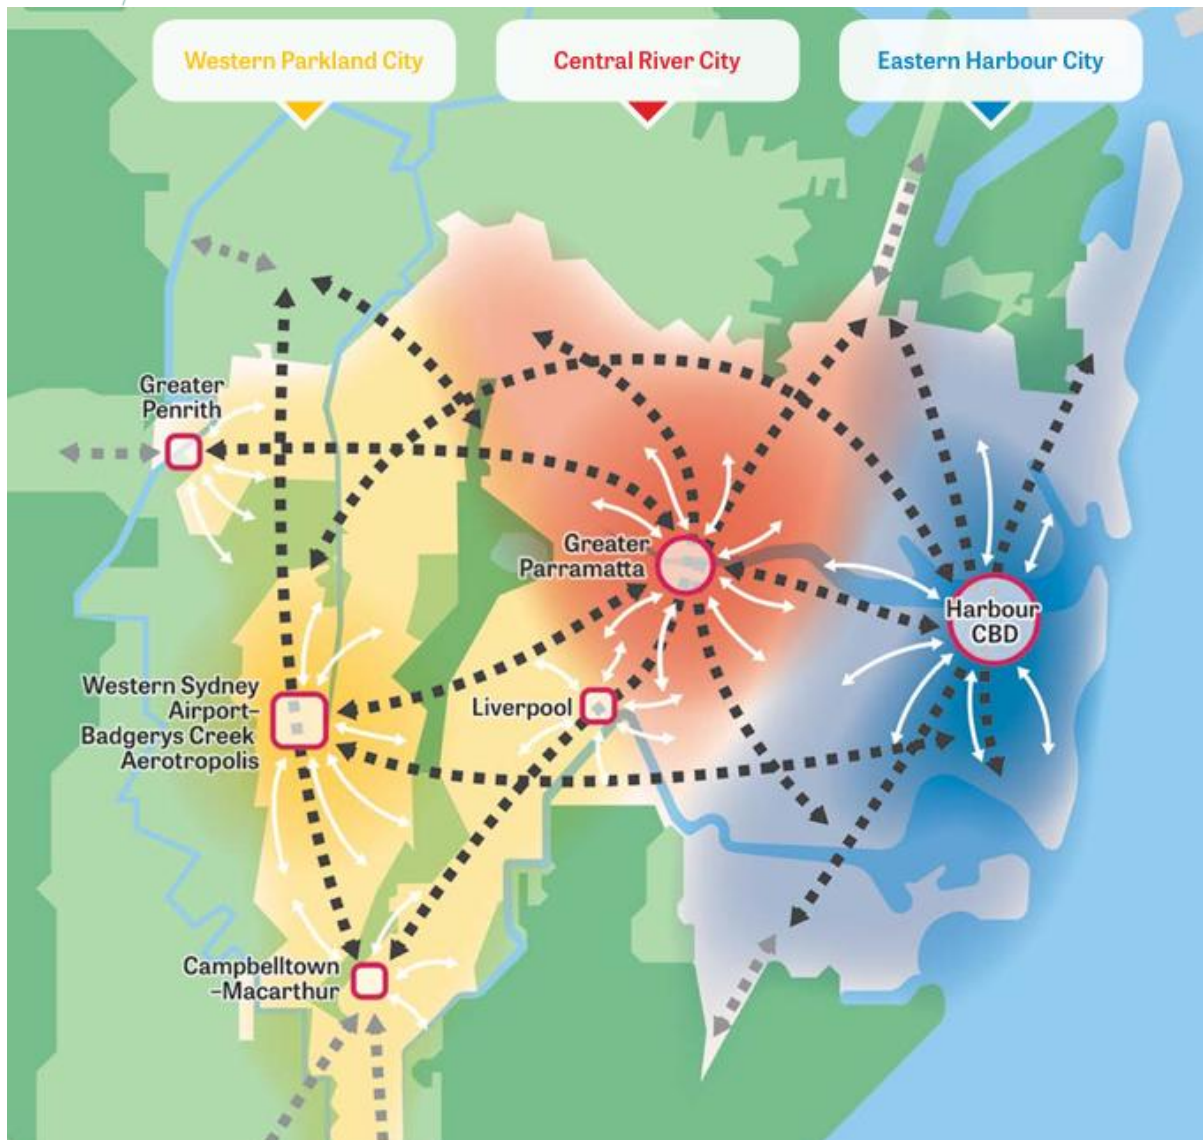 Western Parkland City
Central River City
Eastern Harbour City
Greater
Penrith
Greater
Parramatta
Harbour
CBD
Western Sydney
Airport–
Badgerys Creek
Aerotropolis
Liverpool
Campbelltown
–Macarthur